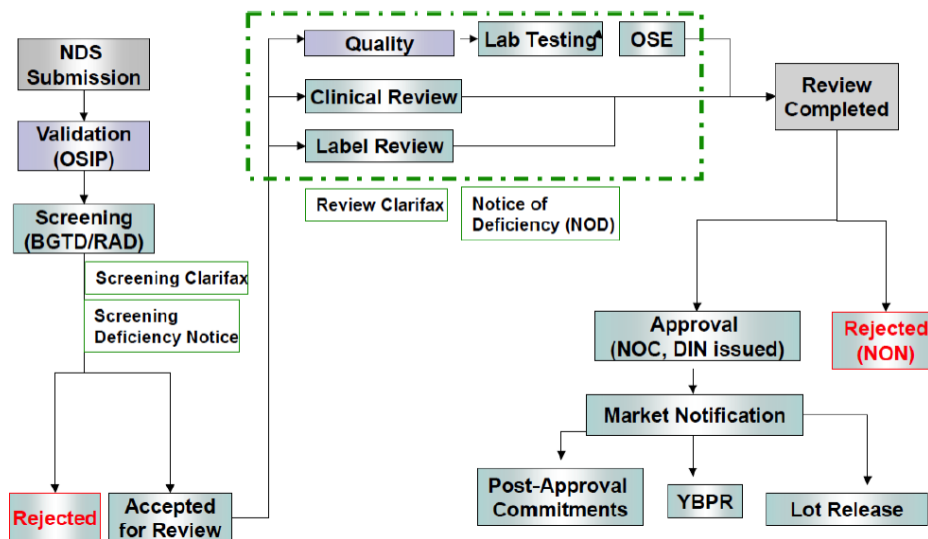 NDS
Submission
Validation
(OSIP)
Screening
(BGTD/RAD)
Screening Clarifax
Screening
Deficiency Notice
Rejected
Accepted
for Review
Quality
Lab Testing
OSE
Clinical Review
Label Review
Review Clarifax
Notice of
Deficiency (NOD)
Review
Completed
Approval
(NOC, DIN issued)
Rejected
(NON)
Market Notification
Post-Approval
Commitments
YBPR
Lot Release